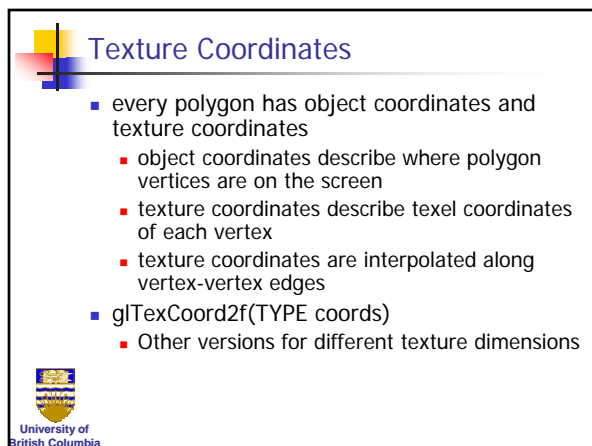 Texture Coordinates
every polygon has object coordinates and
texture coordinates
object coordinates describe where polygon
vertices are on the screen
texture coordinates describe texel coordinates
of each vertex
texture coordinates are interpolated along
vertex-vertex edges
glTexCoord2f(TYPE coords)
Other versions for different texture dimensions
University of
British Columbia